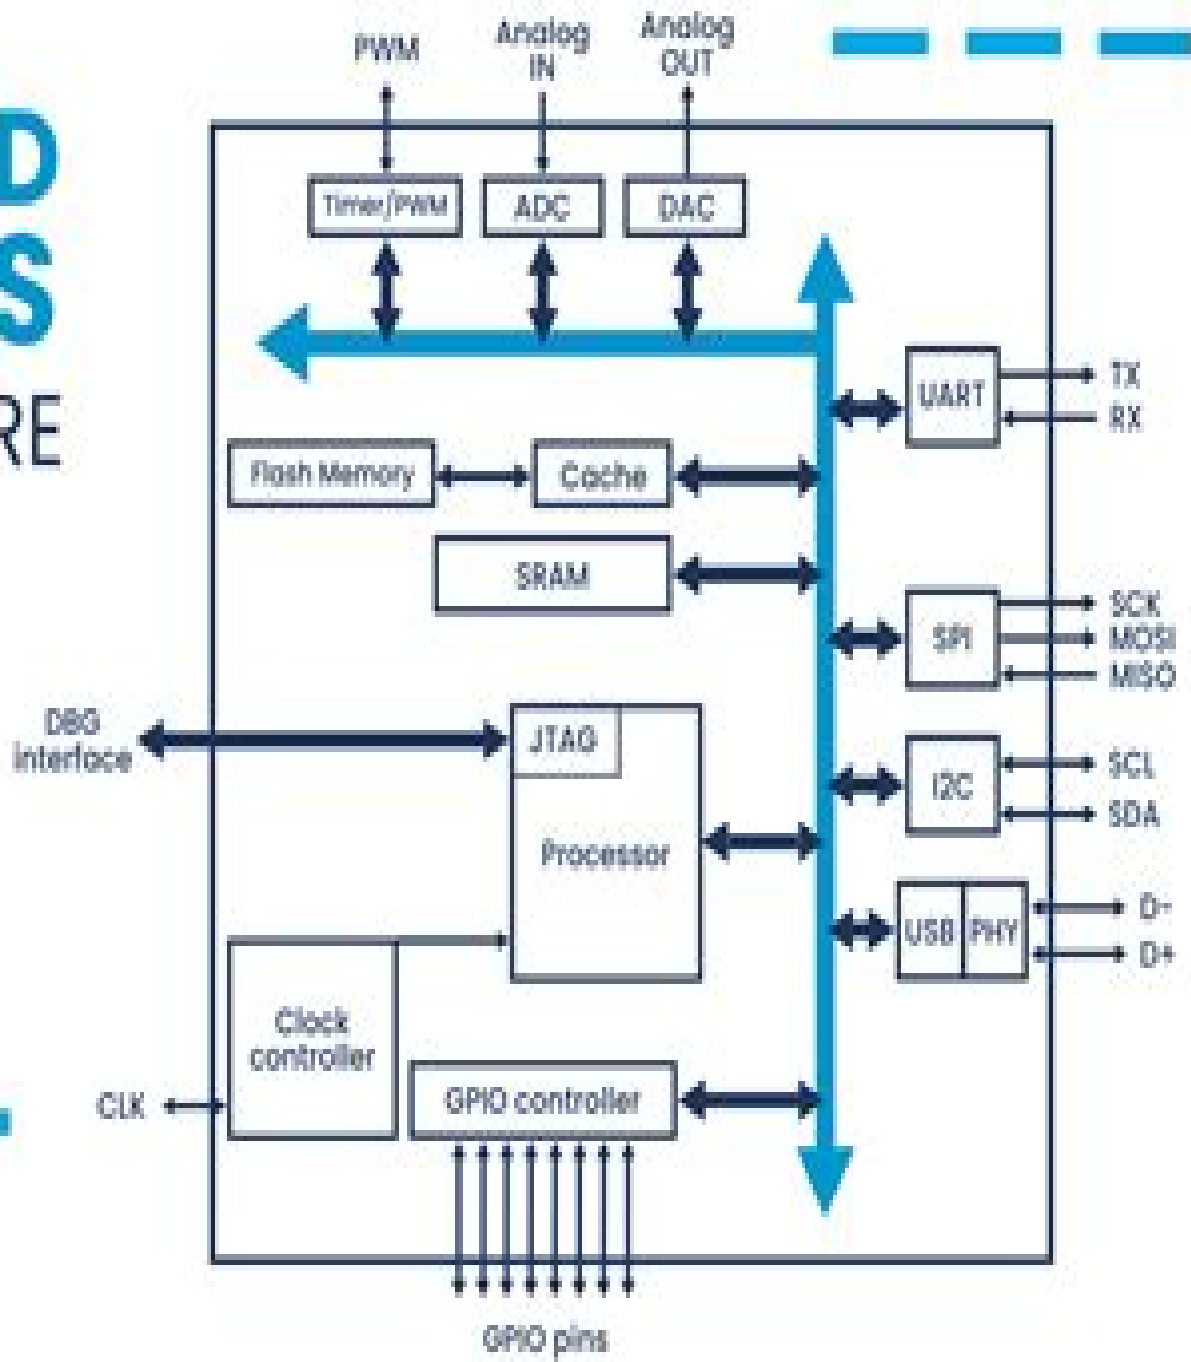 D
S
RE
PWM
Analog
IN
Analog
OUT
Timer/PWM
ADC
DAC
UART
TX
RX
Flash Memory
Cache
SRAM
SPI
SCK
MOSI
MISO
DBG
interface
JTAG
Processor
I2C
SCL
SDA
USB
PHY
D-
D+
Clock
controller
CLK
GPIO controller
GPIO pins